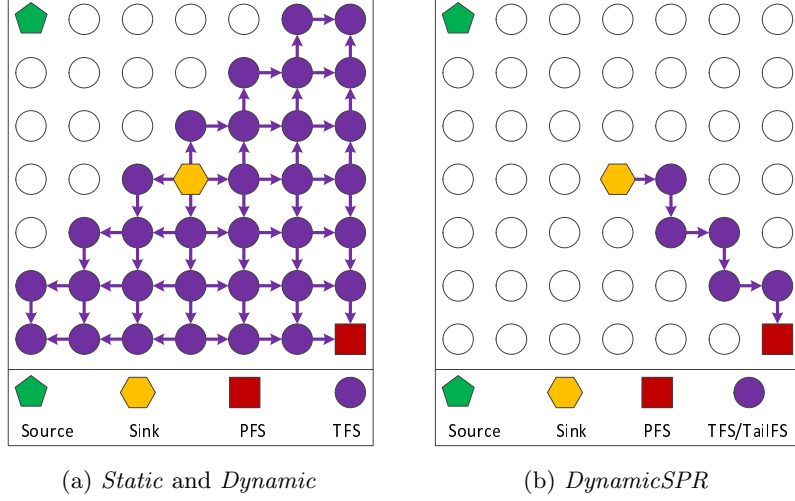 Source Sink PFS TFS
Source Sink PFS TFS/TailFS
(a) Static and Dynamic
(b) DynamicSPR